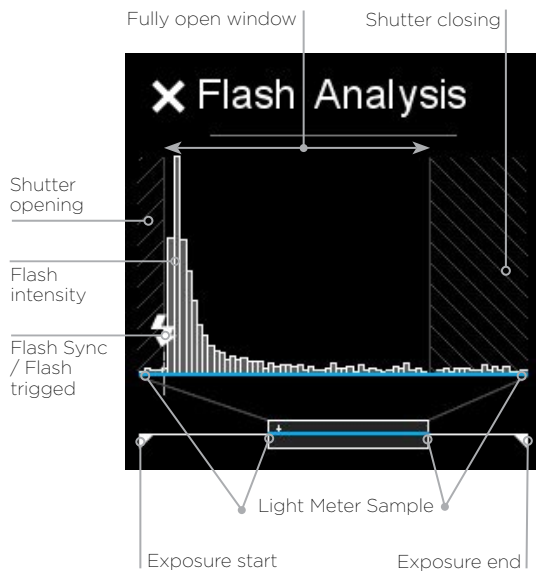 Fully open window
Shutter closing
Flash Analysis
Shutter
opening
Flash
intensity
Flash Sync
/ Flash
trigged
Light Meter Sample
Exposure start
Exposure end